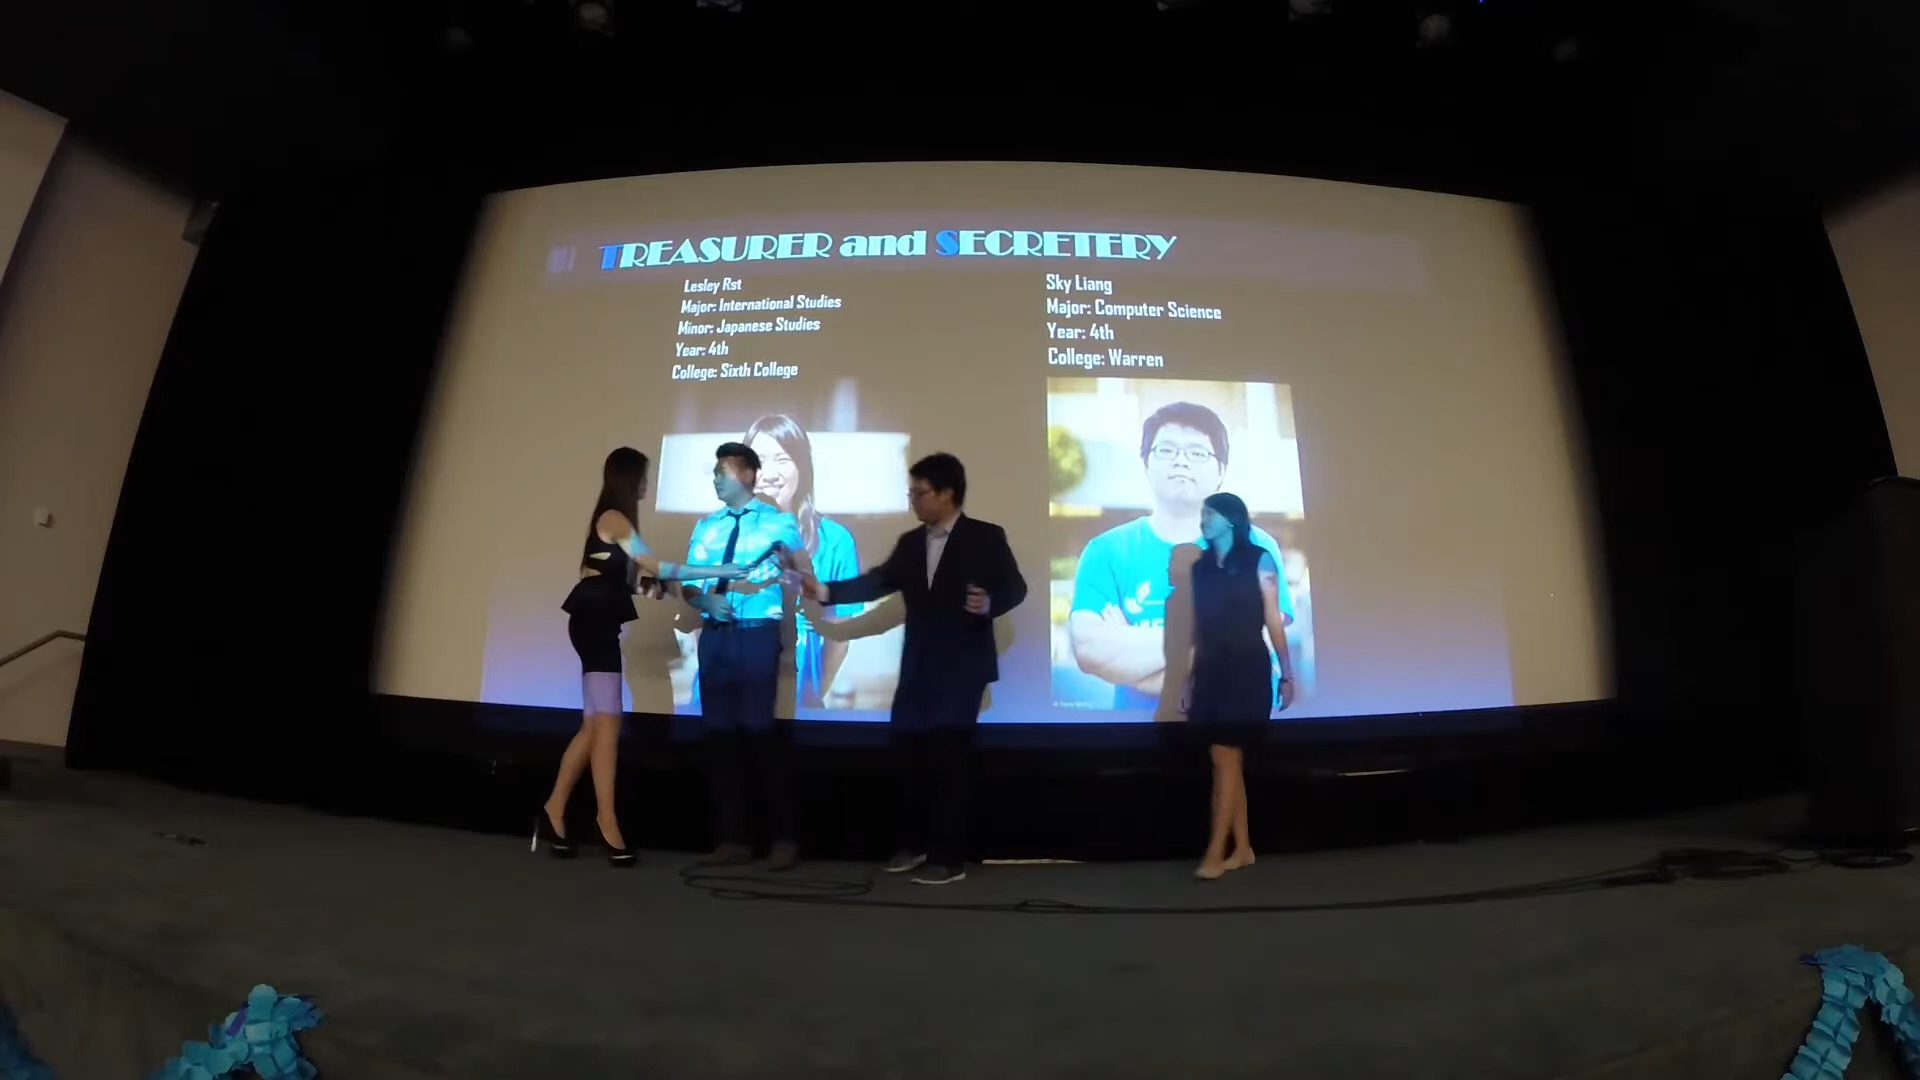 TREASURER and SECRETERY
Lesley Rst
Major: International Studies
Minor: Japanese Studies
Year: 4th
College: Sixth College
Sky Liang
Major: Computer Science
Year: 4th
College: Warren